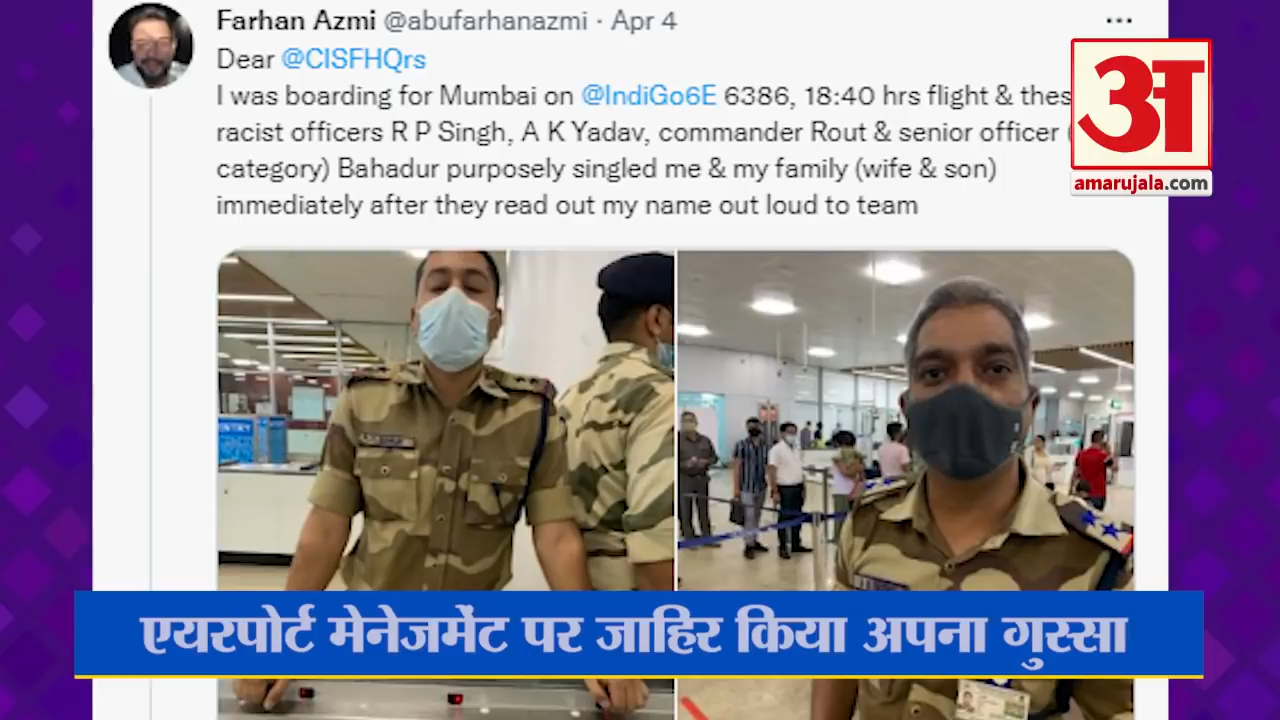 Farhan Azmi @abufarhanazmi · Apr 4
Dear @CISFHQrs
I was boarding for Mumbai on @IndiGo6E 6386, 18:40 hrs flight & thes
racist officers R P Singh, A K Yadav, commander Rout & senior officer (
category) Bahadur purposely singled me & my family (wife & son)
immediately after they read out my name out loud to team
अ
amarujala.com
एयरपोर्ट मेनेजमेंट पर जाहिर किया अपना गुस्सा